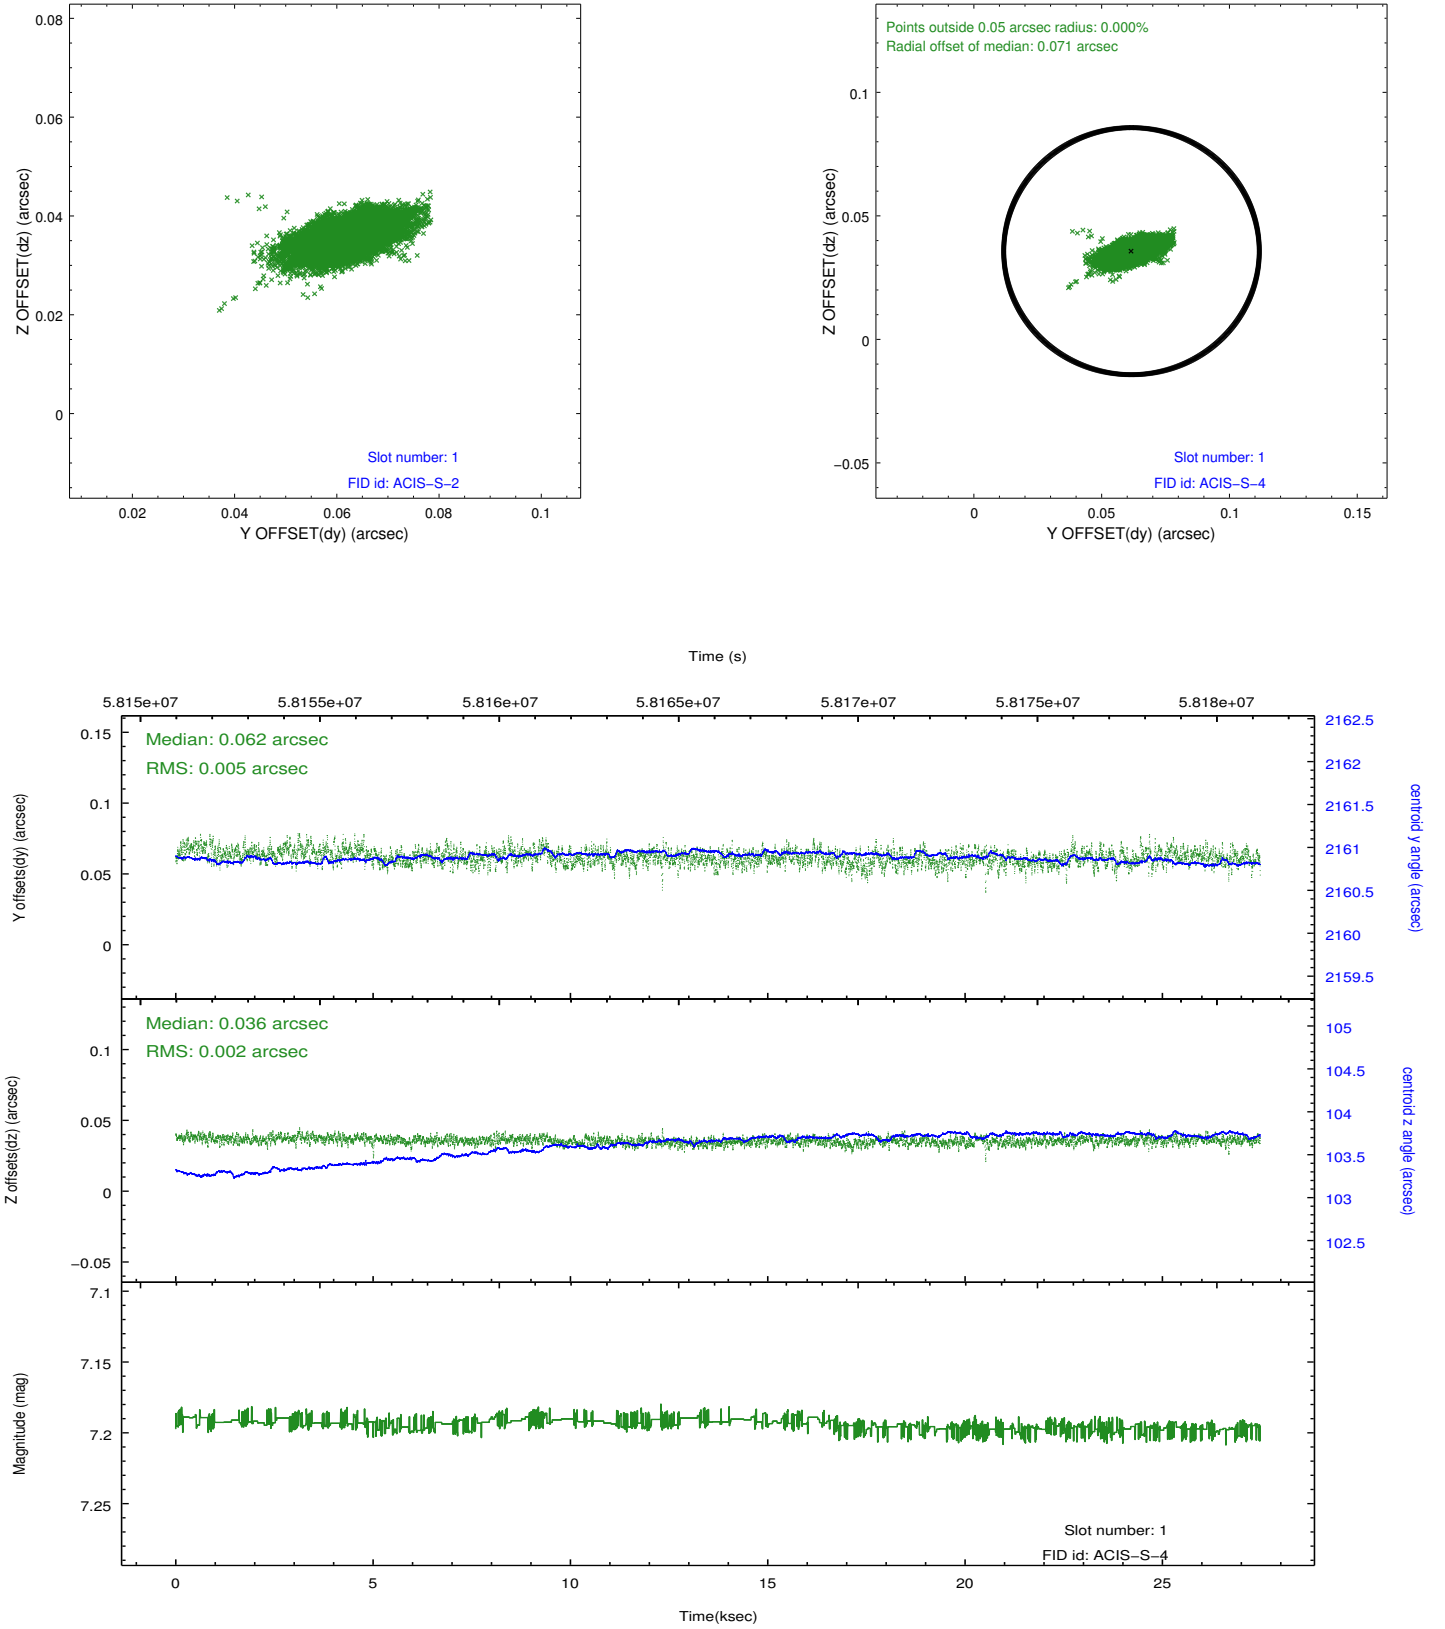 0.08
0.06
0.04
0.02
0
Z OFFSET(dz) (arcsec)
Slot number: 1
FID id: ACIS−S−2
0.02 0.04 0.06 0.08 0.1
Y OFFSET(dy) (arcsec)
Points outside 0.05 arcsec radius: 0.000%
Radial offset of median: 0.071 arcsec
0.1
0.05
0
−0.05
Z OFFSET(dz) (arcsec)
Slot number: 1
FID id: ACIS−S−4
0 0.05 0.1 0.15
Y OFFSET(dy) (arcsec)
Time (s)
5.815e+07 5.8155e+07 5.816e+07 5.8165e+07 5.817e+07 5.8175e+07 5.818e+07
Median: 0.062 arcsec
RMS: 0.005 arcsec
0.15
0.1
0.05
0
Y offsets(dy) (arcsec)
2162.5
2162
2161.5
2161
2160.5
2160
2159.5
centroid y angle (arcsec)
Median: 0.036 arcsec
RMS: 0.002 arcsec
0.1
0.05
0
−0.05
Z offsets(dz) (arcsec)
105
104.5
104
103.5
103
102.5
centroid z angle (arcsec)
7.1
7.15
7.2
7.25
Magnitude (mag)
Slot number: 1
FID id: ACIS−S−4
0 5 10 15 20 25
Time(ksec)